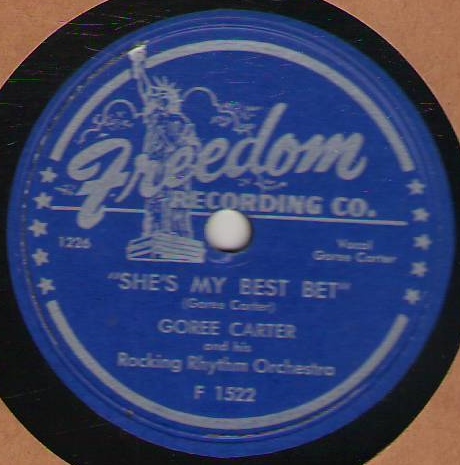 Freedom
RECORDING CO.
1226
Vocal
Goree Carter
"SHE'S MY BEST BET"
(Goree Carter)
GOREE CARTER
and his
Rocking Rhythm Orchestra
F 1522